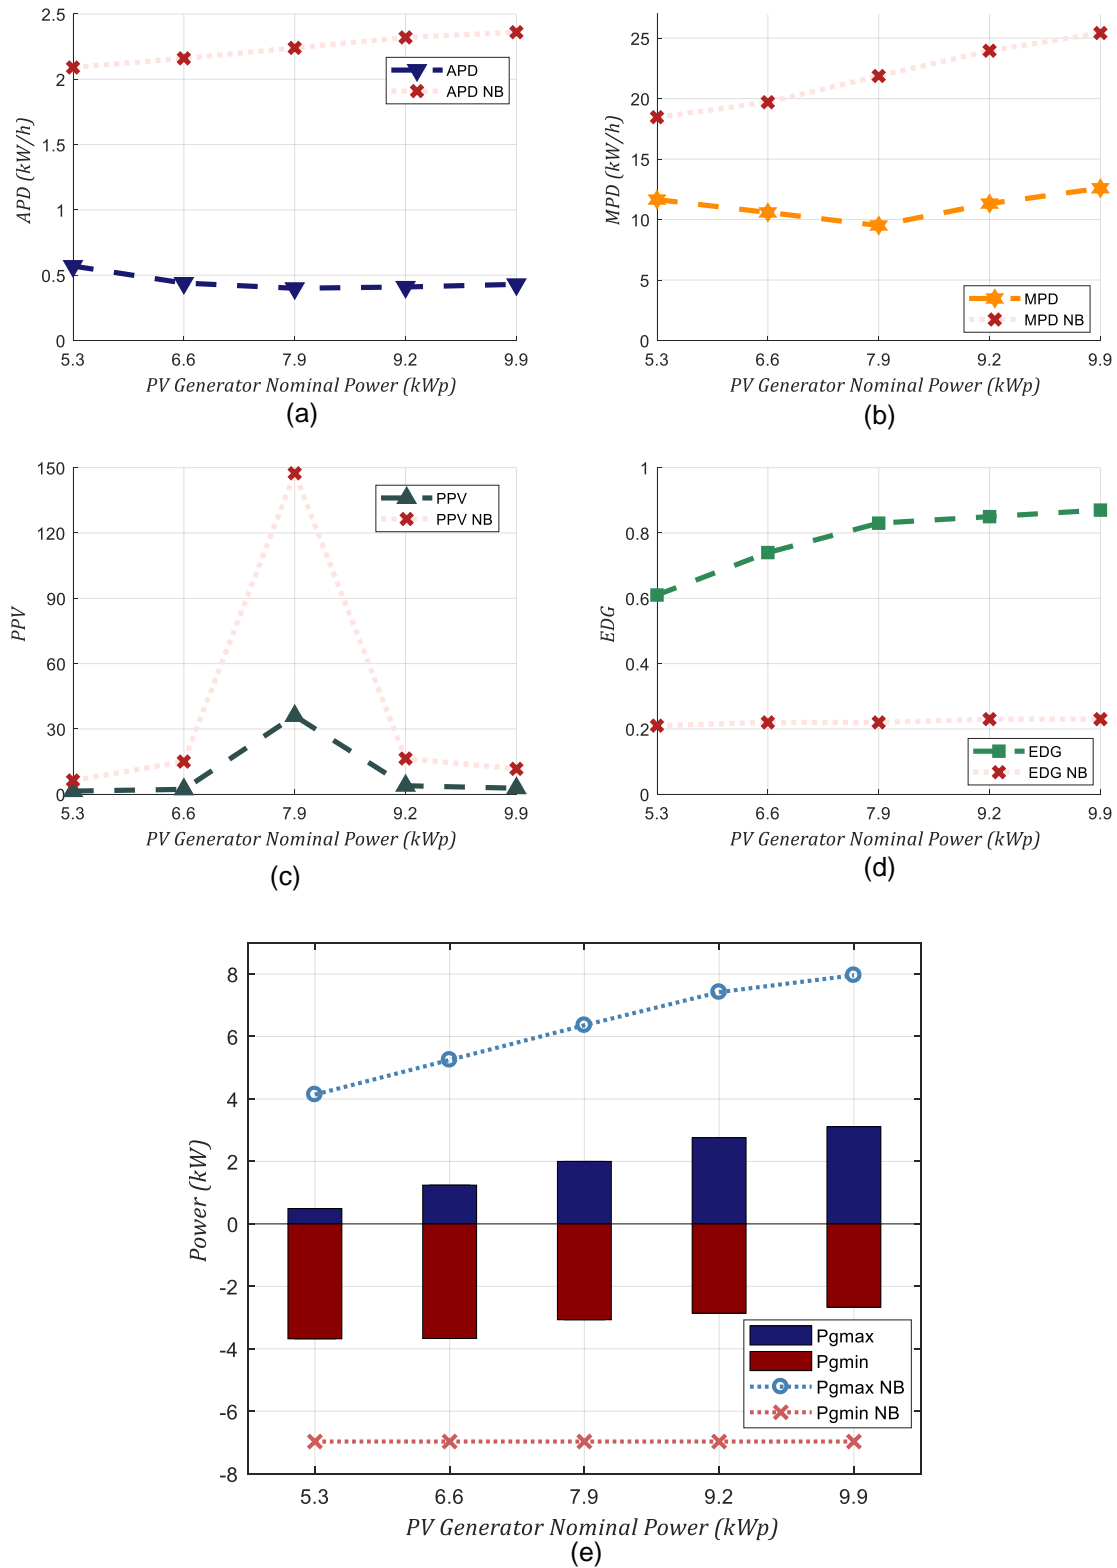 2.5
2
1.5
1
0.5
0
APD (kW/h)
APD
APD NB
5.3 6.6 7.9 9.2 9.9
PV Generator Nominal Power (kWp)
(a)
25
20
15
10
5
0
MPD (kW/h)
MPD
MPD NB
5.3 6.6 7.9 9.2 9.9
PV Generator Nominal Power (kWp)
(b)
150
120
90
60
30
0
PPV
PPV
PPV NB
5.3 6.6 7.9 9.2 9.9
PV Generator Nominal Power (kWp)
(c)
1
0.8
0.6
0.4
0.2
0
EDG
EDG
EDG NB
5.3 6.6 7.9 9.2 9.9
PV Generator Nominal Power (kWp)
(d)
8
6
4
2
0
-2
-4
-6
-8
Power (kW)
Pgmax
Pgmin
Pgmax NB
Pgmin NB
5.3 6.6 7.9 9.2 9.9
PV Generator Nominal Power (kWp)
(e)